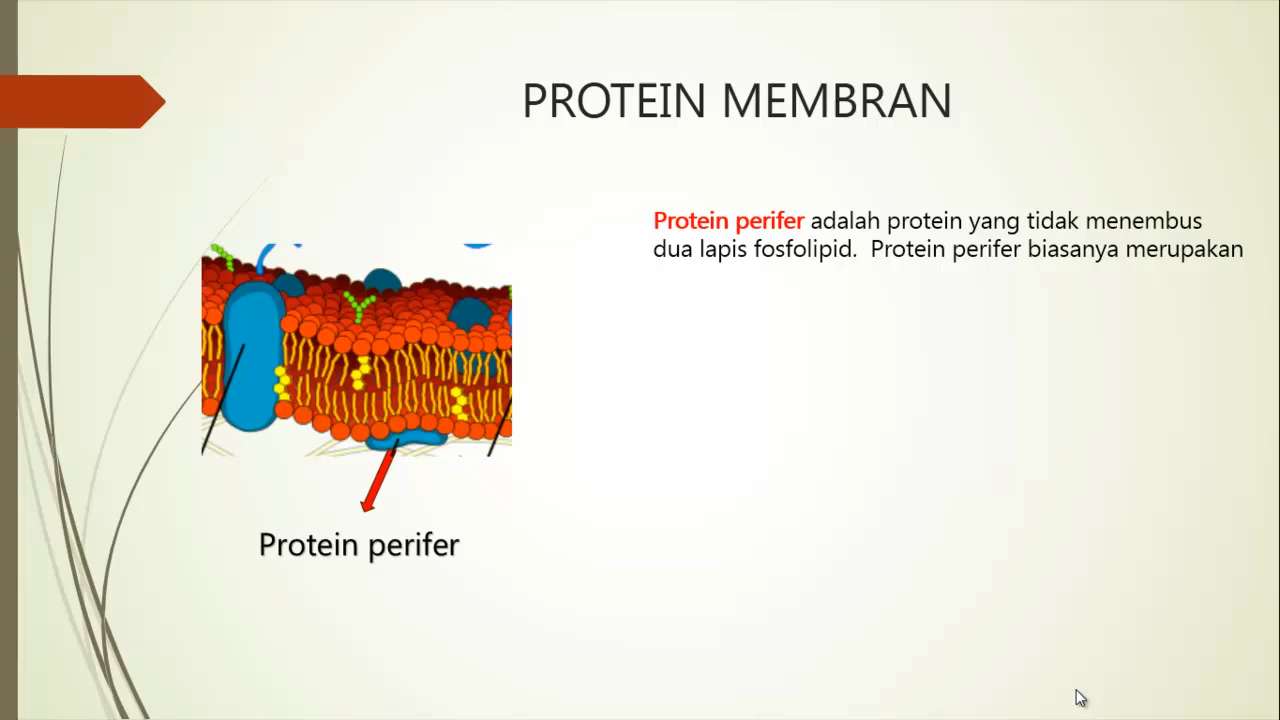 PROTEIN MEMBRAN
Protein perifer adalah protein yang tidak menembus
dua lapis fosfolipid. Protein perifer biasanya merupakan
Protein perifer